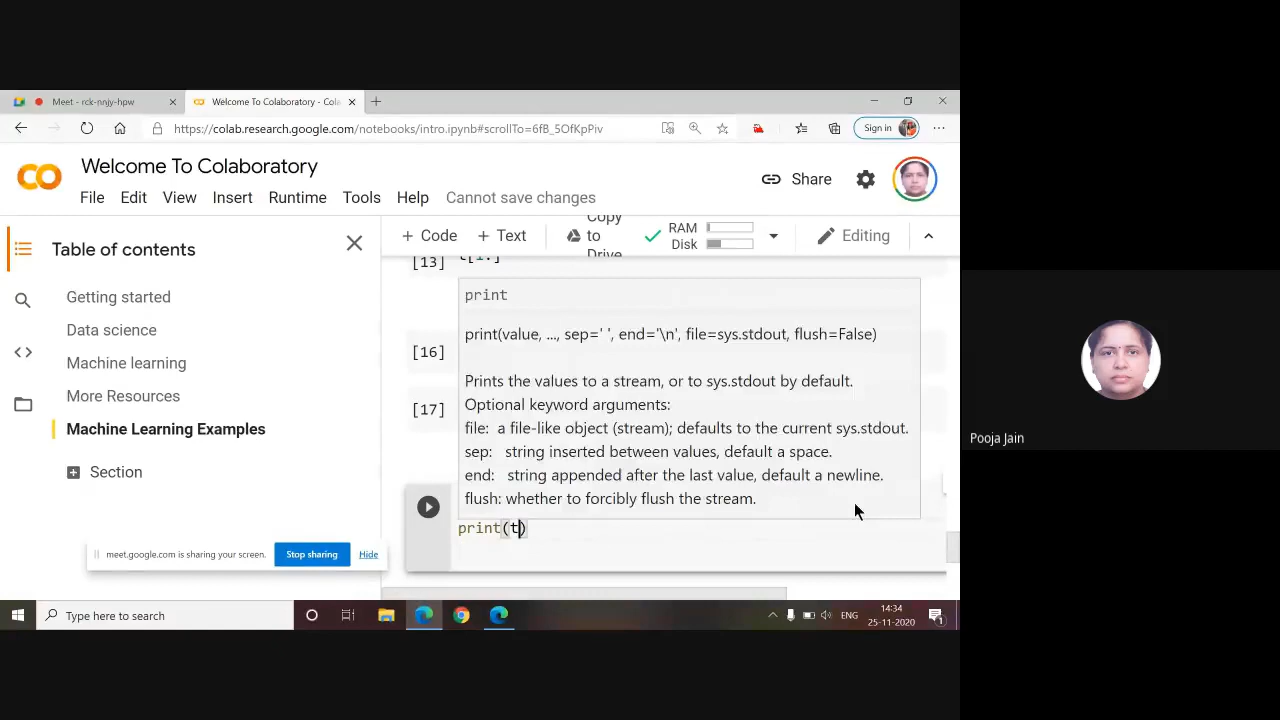 Meet - rck-nnjy-hpw
Welcome To Colaboratory - Cola
https://colab.research.google.com/notebooks/intro.ipynb#scrollTo=6fB_5OfKpPiv
Sign in
CO
Welcome To Colaboratory
Share
File Edit View Insert Runtime Tools Help Cannot save changes
Table of contents
+ Code + Text
Copy
to
Drive
RAM
Disk
Editing
Getting started
Data science
Machine learning
More Resources
Machine Learning Examples
Section
[13]
print
print(value, ..., sep=' ', end='\n', file=sys.stdout, flush=False)
[16]
Prints the values to a stream, or to sys.stdout by default.
Optional keyword arguments:
[17]
file: a file-like object (stream); defaults to the current sys.stdout.
sep: string inserted between values, default a space.
end: string appended after the last value, default a newline.
flush: whether to forcibly flush the stream.
print(t)
meet.google.com is sharing your screen.
Stop sharing
Hide
Type here to search
ENG
14:34
25-11-2020
1
Pooja Jain